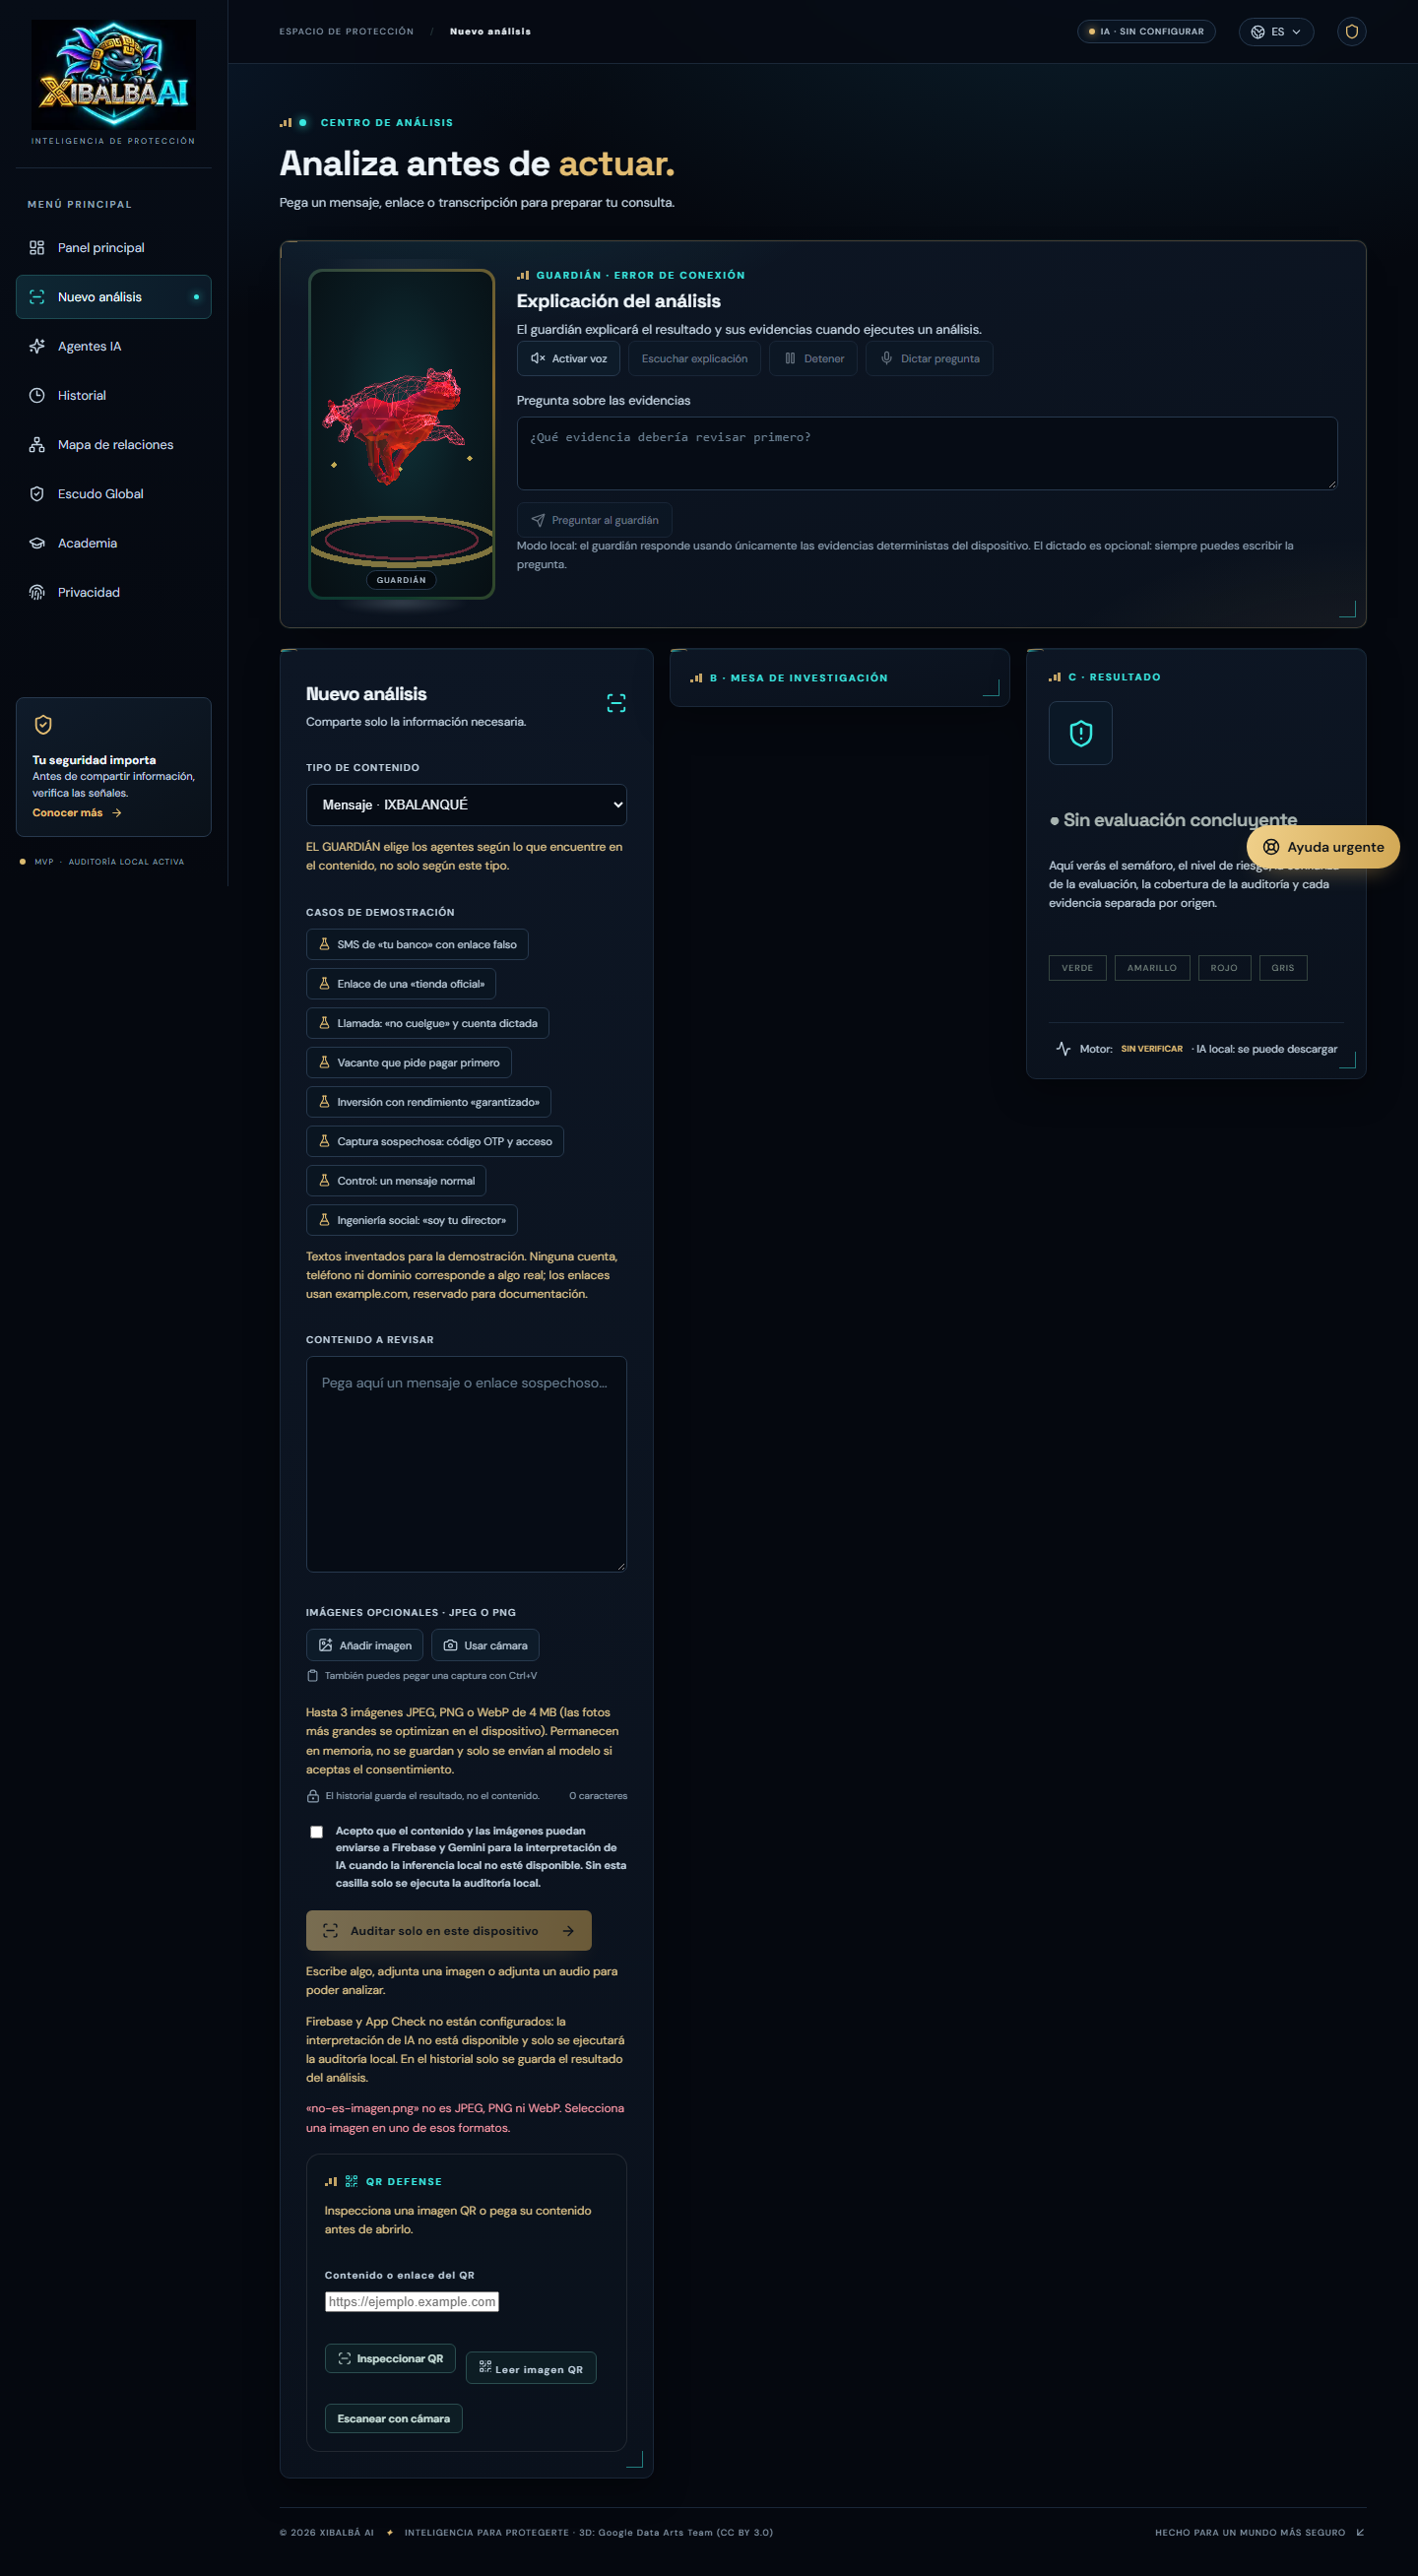 XIBALBÁ AI
INTELIGENCIA DE PROTECCIÓN
MENÚ PRINCIPAL
Panel principal
Nuevo análisis
Agentes IA
Historial
Mapa de relaciones
Escudo Global
Academia
Privacidad
Tu seguridad importa
Antes de compartir información,
verifica las señales.
Conocer más
MVP · AUDITORÍA LOCAL ACTIVA
ESPACIO DE PROTECCIÓN / Nuevo análisis
IA · SIN CONFIGURAR
ES
CENTRO DE ANÁLISIS
Analiza antes de actuar.
Pega un mensaje, enlace o transcripción para preparar tu consulta.
GUARDIÁN
GUARDIÁN · ERROR DE CONEXIÓN
Explicación del análisis
El guardián explicará el resultado y sus evidencias cuando ejecutes un análisis.
Activar voz
Escuchar explicación
Detener
Dictar pregunta
Pregunta sobre las evidencias
¿Qué evidencia debería revisar primero?
Preguntar al guardián
Modo local: el guardián responde usando únicamente las evidencias deterministas del dispositivo. El dictado es opcional: siempre puedes escribir la
pregunta.
Nuevo análisis
Comparte solo la información necesaria.
TIPO DE CONTENIDO
Mensaje · IXBALANQUÉ
EL GUARDIÁN elige los agentes según lo que encuentre en
el contenido, no solo según este tipo.
CASOS DE DEMOSTRACIÓN
SMS de «tu banco» con enlace falso
Enlace de una «tienda oficial»
Llamada: «no cuelgue» y cuenta dictada
Vacante que pide pagar primero
Inversión con rendimiento «garantizado»
Captura sospechosa: código OTP y acceso
Control: un mensaje normal
Ingeniería social: «soy tu director»
Textos inventados para la demostración. Ninguna cuenta,
teléfono ni dominio corresponde a algo real; los enlaces
usan example.com, reservado para documentación.
CONTENIDO A REVISAR
Pega aquí un mensaje o enlace sospechoso...
IMÁGENES OPCIONALES · JPEG O PNG
Añadir imagen
Usar cámara
También puedes pegar una captura con Ctrl+V
Hasta 3 imágenes JPEG, PNG o WebP de 4 MB (las fotos
más grandes se optimizan en el dispositivo). Permanecen
en memoria, no se guardan y solo se envían al modelo si
aceptas el consentimiento.
El historial guarda el resultado, no el contenido.
0 caracteres
Acepto que el contenido y las imágenes puedan
enviarse a Firebase y Gemini para la interpretación de
IA cuando la inferencia local no esté disponible. Sin esta
casilla solo se ejecuta la auditoría local.
Auditar solo en este dispositivo
Escribe algo, adjunta una imagen o adjunta un audio para
poder analizar.
Firebase y App Check no están configurados: la
interpretación de IA no está disponible y solo se ejecutará
la auditoría local. En el historial solo se guarda el resultado
del análisis.
«no-es-imagen.png» no es JPEG, PNG ni WebP. Selecciona
una imagen en uno de esos formatos.
QR DEFENSE
Inspecciona una imagen QR o pega su contenido
antes de abrirlo.
Contenido o enlace del QR
https://ejemplo.example.com
Inspeccionar QR
Leer imagen QR
Escanear con cámara
B · MESA DE INVESTIGACIÓN
C · RESULTADO
● Sin evaluación concluyente
Ayuda urgente
Aquí verás el semáforo, el nivel de
de la evaluación, la cobertura de la auditoría y cada
evidencia separada por origen.
VERDE
AMARILLO
ROJO
GRIS
Motor: SIN VERIFICAR · IA local: se puede descargar
© 2026 XIBALBÁ AI ✦ INTELIGENCIA PARA PROTEGERTE · 3D: Google Data Arts Team (CC BY 3.0)
HECHO PARA UN MUNDO MÁS SEGURO